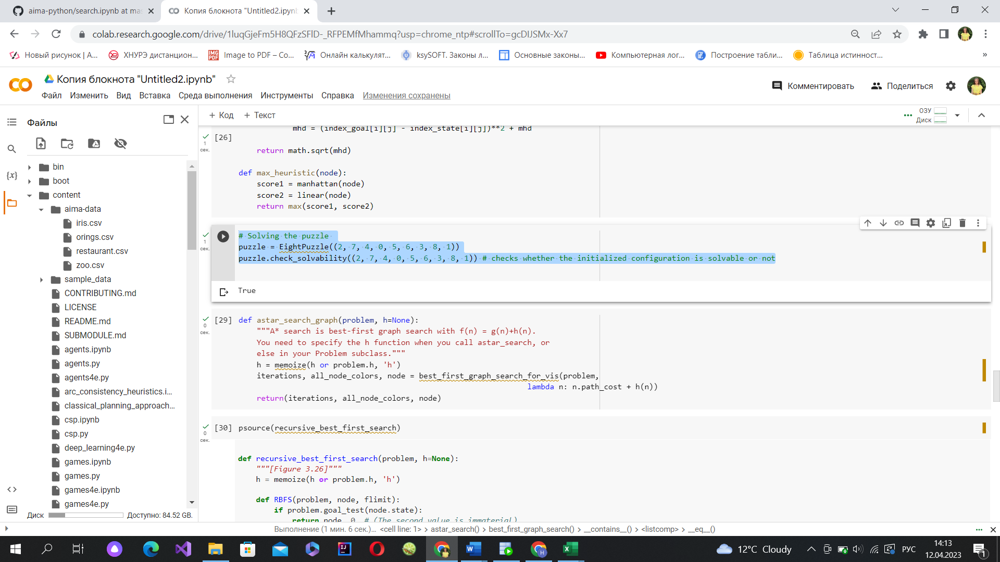 aima-python/search.ipynb at mas
Копия блокнота "Untitled2.ipynb
colab.research.google.com/drive/1luqGjeFm5H8QFzSFlD-_RFPEMfMhammq?usp=chrome_ntp#scrollTo=gcDIJSMx-Xx7
Новый рисунок | A... ХНУРЭ дистанцион... Image to PDF – Co... Онлайн калькулят... ksySOFT. Законы л... Основные законы... Компьютерная лог... Построение табли... Таблица истинност... »
Копия блокнота "Untitled2.ipynb"
Комментировать Поделиться
Файл Изменить Вид Вставка Среда выполнения Инструменты Справка Изменения сохранены
Файлы
+ Код + Текст
ОЗУ
Диск
bin
boot
content
aima-data
iris.csv
orings.csv
restaurant.csv
zoo.csv
sample_data
CONTRIBUTING.md
LICENSE
README.md
SUBMODULE.md
agents.ipynb
agents.py
agents4e.py
arc_consistency_heuristics.i...
classical_planning_approach...
csp.ipynb
csp.py
deep_learning4e.py
games.ipynb
games.py
games4e.ipynb
games4e.py
Диск Доступно: 84.52 GB.
mhd = (index_goal[i][j] - index_state[i][j])**2 + mhd
[26]
1
сек.
return math.sqrt(mhd)
def max_heuristic(node):
score1 = manhattan(node)
score2 = linear(node)
return max(score1, score2)
1
сек.
# Solving the puzzle
puzzle = EightPuzzle((2, 7, 4, 0, 5, 6, 3, 8, 1))
puzzle.check_solvability((2, 7, 4, 0, 5, 6, 3, 8, 1)) # checks whether the initialized configuration is solvable or not
True
[29] def astar_search_graph(problem, h=None):
0
сек.
"""A* search is best-first graph search with f(n) = g(n)+h(n).
You need to specify the h function when you call astar_search, or
else in your Problem subclass."""
h = memoize(h or problem.h, 'h')
iterations, all_node_colors, node = best_first_graph_search_for_vis(problem,
lambda n: n.path_cost + h(n))
return(iterations, all_node_colors, node)
[30] psource(recursive_best_first_search)
0
сек.
def recursive_best_first_search(problem, h=None):
"""[Figure 3.26]"""
h = memoize(h or problem.h, 'h')
def RBFS(problem, node, flimit):
if problem.goal_test(node.state):
return node, 0 # (The second value is immaterial)
Выполнение (1 мин. 6 сек.)... <cell line: 1> > astar_search() > best_first_graph_search() > __contains__() > <listcomp> > __eq__()
12°C Cloudy
РУС
14:13
12.04.2023
1